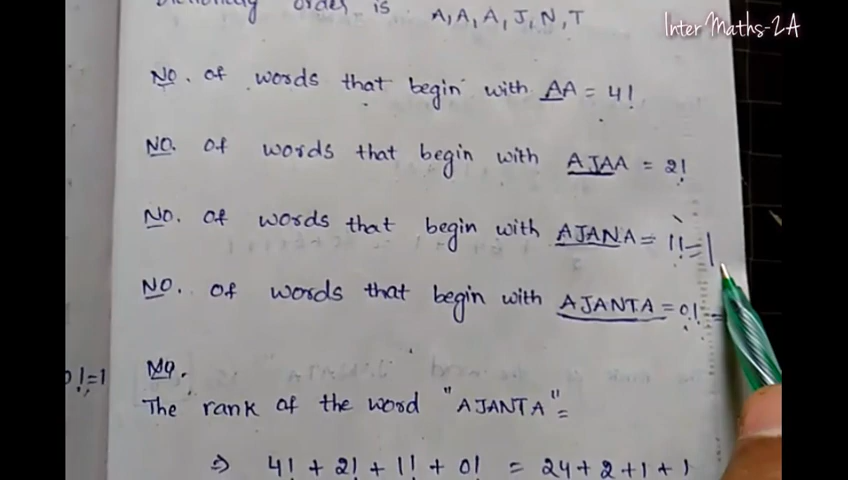 Inter Maths-2A
Dictionary order is A, A, A, J, N, T
NO. of words that begin with AA = 4!
NO. of words that begin with AJAA = 2!
NO. of words that begin with AJANA = 1! = 1
NO. of words that begin with AJANTA = 0! =
NO.
0!=1
The rank of the word "AJANTA" =
⇒ 4! + 2! + 1! + 0! = 24 + 2 + 1 + 1